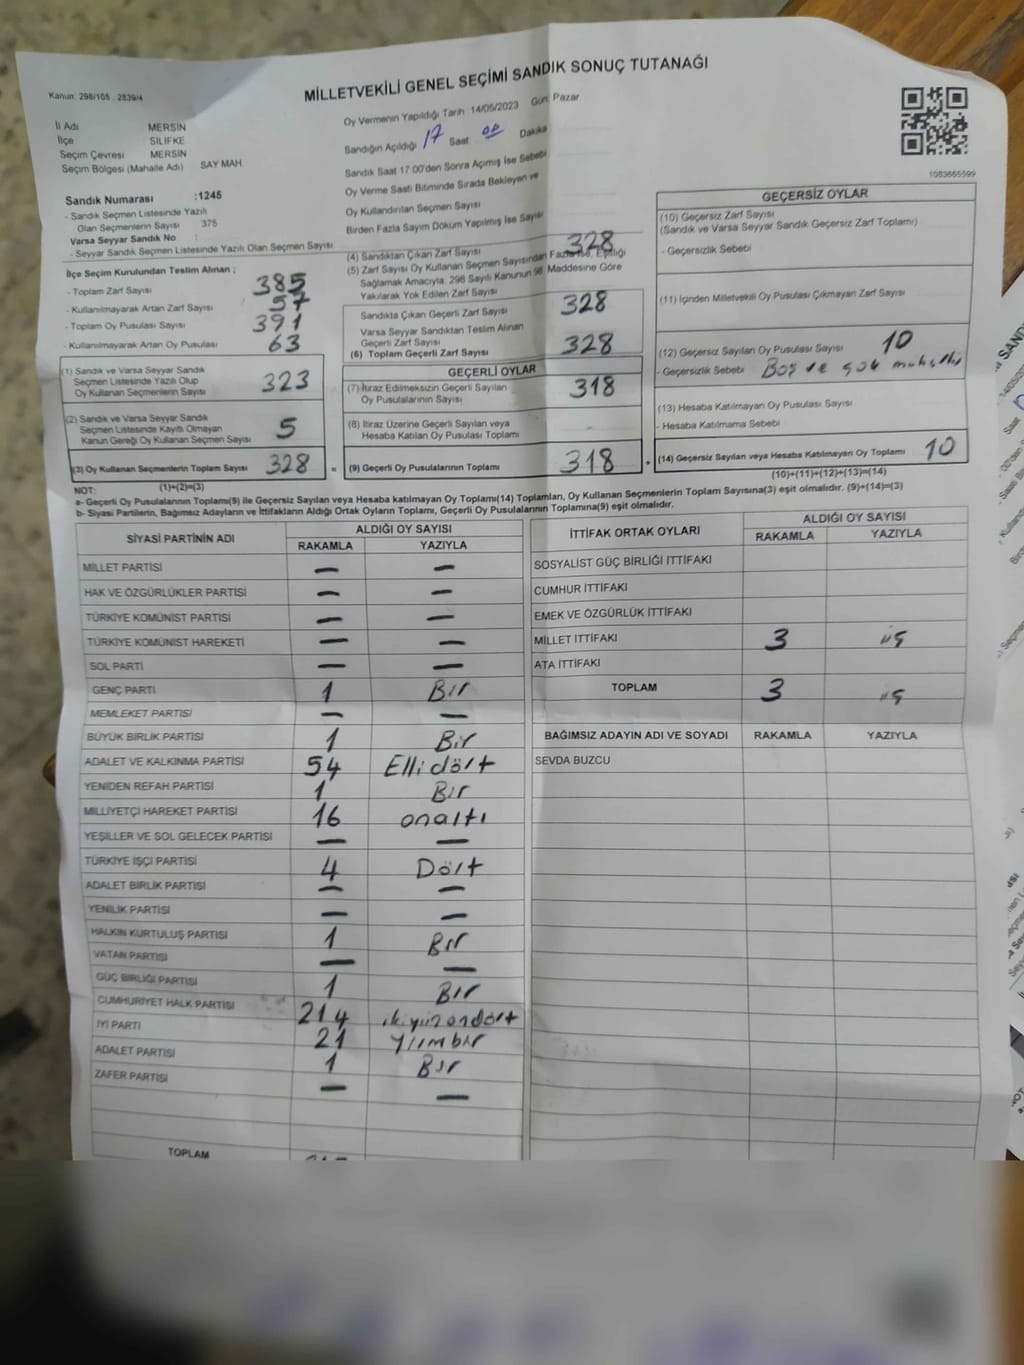 MİLLETVEKİLİ GENEL SEÇİMİ SANDIK SONUÇ TUTANAĞI
Kanun: 298/105 . 2839/4
İl Adı MERSİN
İlçe SİLİFKE
Seçim Çevresi MERSİN
Seçim Bölgesi (Mahalle Adı) SAY MAH.
Sandık Numarası :1245
- Sandık Seçmen Listesinde Yazılı
Olan Seçmenlerin Sayısı 375
Varsa Seyyar Sandık No :
- Seyyar Sandık Seçmen Listesinde Yazılı Olan Seçmen Sayısı
Oy Vermenin Yapıldığı Tarih 14/05/2023 Gün: Pazar
Sandığın Açıldığı 17 Saat 00 Dakika
Sandık Saat 17.00'den Sonra Açımış İse Sebebi
Oy Verme Saati Bitiminde Sırada Bekleyen ve
Oy Kullandırılan Seçmen Sayısı
Birden Fazla Sayım Döküm Yapılmış İse Sayısı
1083665599
İlçe Seçim Kurulundan Teslim Alınan ;
- Toplam Zarf Sayısı 385
- Kullanılmayarak Artan Zarf Sayısı 57
- Toplam Oy Pusulası Sayısı 391
- Kullanılmayarak Artan Oy Pusulası 63
(1) Sandık ve Varsa Seyyar Sandık
Seçmen Listesinde Yazılı Olup
Oy Kullanan Seçmenlerin Sayısı 323
(2) Sandık ve Varsa Seyyar Sandık
Seçmen Listesinde Kayıtlı Olmayan
Kanun Gereği Oy Kullanan Seçmen Sayısı 5
(3) Oy Kullanan Seçmenlerin Toplam Sayısı 328 =
(1)+(2)=(3)
(4) Sandıktan Çıkan Zarf Sayısı 328
(5) Zarf Sayısı Oy Kullanan Seçmen Sayısından Fazla ise, Eşitliği
Sağlamak Amacıyla, 298 Sayılı Kanunun 98. Maddesine Göre
Yakılarak Yok Edilen Zarf Sayısı
Sandıkta Çıkan Geçerli Zarf Sayısı 328
Varsa Seyyar Sandıktan Teslim Alınan
Geçerli Zarf Sayısı
(6) Toplam Geçerli Zarf Sayısı 328
GEÇERLİ OYLAR
(7) İtiraz Edilmeksizin Geçerli Sayılan
Oy Pusulalarının Sayısı 318
(8) İtiraz Üzerine Geçerli Sayılan veya
Hesaba Katılan Oy Pusulası Toplamı -
(9) Geçerli Oy Pusulalarının Toplamı 318 +
GEÇERSİZ OYLAR
(10) Geçersiz Zarf Sayısı
(Sandık ve Varsa Seyyar Sandık Geçersiz Zarf Toplamı)
- Geçersizlik Sebebi
(11) İçinden Milletvekili Oy Pusulası Çıkmayan Zarf Sayısı
(12) Geçersiz Sayılan Oy Pusulası Sayısı 10
- Geçersizlik Sebebi Boş ve çok
(13) Hesaba Katılmayan Oy Pusulası Sayısı
- Hesaba Katılmama Sebebi
(14) Geçersiz Sayılan veya Hesaba Katılmayan Oy Toplamı 10
(10)+(11)+(12)+(13)=(14)
NOT:
a- Geçerli Oy Pusulalarının Toplamı(9) ile Geçersiz Sayılan veya Hesaba katılmayan Oy Toplamı(14) Toplamları, Oy Kullanan Seçmenlerin Toplam Sayısına(3) eşit olmalıdır. (9)+(14)=(3)
b- Siyasi Partilerin, Bağımsız Adayların ve İttifakların Aldığı Ortak Oyların Toplamı, Geçerli Oy Pusulalarının Toplamına(9) eşit olmalıdır.
SİYASİ PARTİNİN ADI ALDIĞI OY SAYISI
RAKAMLA YAZIYLA
MİLLET PARTİSİ — —
HAK VE ÖZGÜRLÜKLER PARTİSİ — —
TÜRKİYE KOMÜNİST PARTİSİ — —
TÜRKİYE KOMÜNİST HAREKETİ — —
SOL PARTİ — —
GENÇ PARTİ 1 Bir
MEMLEKET PARTİSİ — —
BÜYÜK BİRLİK PARTİSİ 1 Bir
ADALET VE KALKINMA PARTİSİ 54 Elli dört
YENİDEN REFAH PARTİSİ 1 Bir
MİLLİYETÇİ HAREKET PARTİSİ 16 onaltı
YEŞİLLER VE SOL GELECEK PARTİSİ — —
TÜRKİYE İŞÇİ PARTİSİ 4 Dört
ADALET BİRLİK PARTİSİ — —
YENİLİK PARTİSİ — —
HALKIN KURTULUŞ PARTİSİ 1 Bir
VATAN PARTİSİ — —
GÜÇ BİRLİĞİ PARTİSİ 1 Bir
CUMHURİYET HALK PARTİSİ 214 ikiyüzondört
İYİ PARTİ 21 Yirmibir
ADALET PARTİSİ 1 Bir
ZAFER PARTİSİ — —
TOPLAM
İTTİFAK ORTAK OYLARI ALDIĞI OY SAYISI
RAKAMLA YAZIYLA
SOSYALİST GÜÇ BİRLİĞİ İTTİFAKI
CUMHUR İTTİFAKI
EMEK VE ÖZGÜRLÜK İTTİFAKI
MİLLET İTTİFAKI 3 üç
ATA İTTİFAKI
TOPLAM 3 üç
BAĞIMSIZ ADAYIN ADI VE SOYADI RAKAMLA YAZIYLA
SEVDA BUZCU